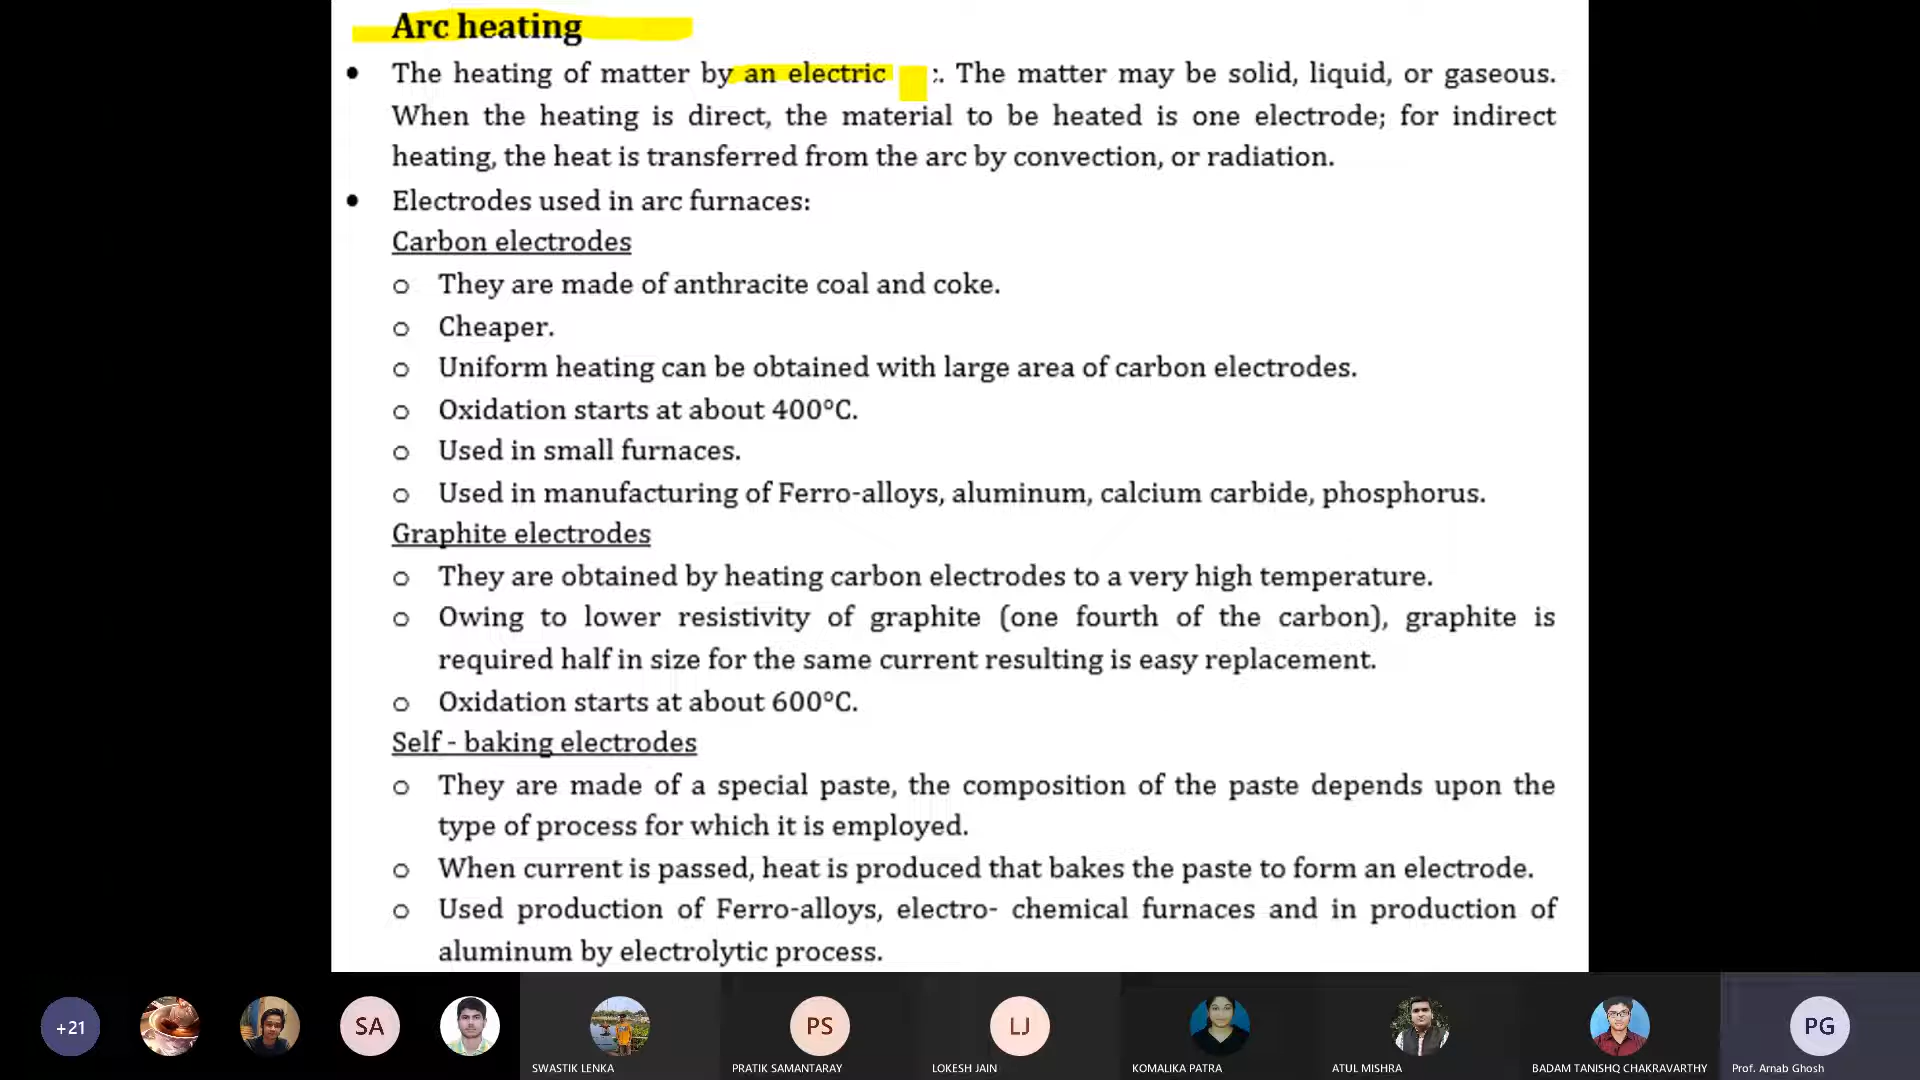 Arc heating
• The heating of matter by an electric :. The matter may be solid, liquid, or gaseous.
When the heating is direct, the material to be heated is one electrode; for indirect
heating, the heat is transferred from the arc by convection, or radiation.
• Electrodes used in arc furnaces:
Carbon electrodes
o They are made of anthracite coal and coke.
o Cheaper.
o Uniform heating can be obtained with large area of carbon electrodes.
o Oxidation starts at about 400°C.
o Used in small furnaces.
o Used in manufacturing of Ferro-alloys, aluminum, calcium carbide, phosphorus.
Graphite electrodes
o They are obtained by heating carbon electrodes to a very high temperature.
o Owing to lower resistivity of graphite (one fourth of the carbon), graphite is
required half in size for the same current resulting is easy replacement.
o Oxidation starts at about 600°C.
Self - baking electrodes
o They are made of a special paste, the composition of the paste depends upon the
type of process for which it is employed.
o When current is passed, heat is produced that bakes the paste to form an electrode.
o Used production of Ferro-alloys, electro- chemical furnaces and in production of
aluminum by electrolytic process.
+21 SA PS LJ PG
SWASTIK LENKA PRATIK SAMANTARAY LOKESH JAIN KOMALIKA PATRA ATUL MISHRA BADAM TANISHQ CHAKRAVARTHY Prof. Arnab Ghosh